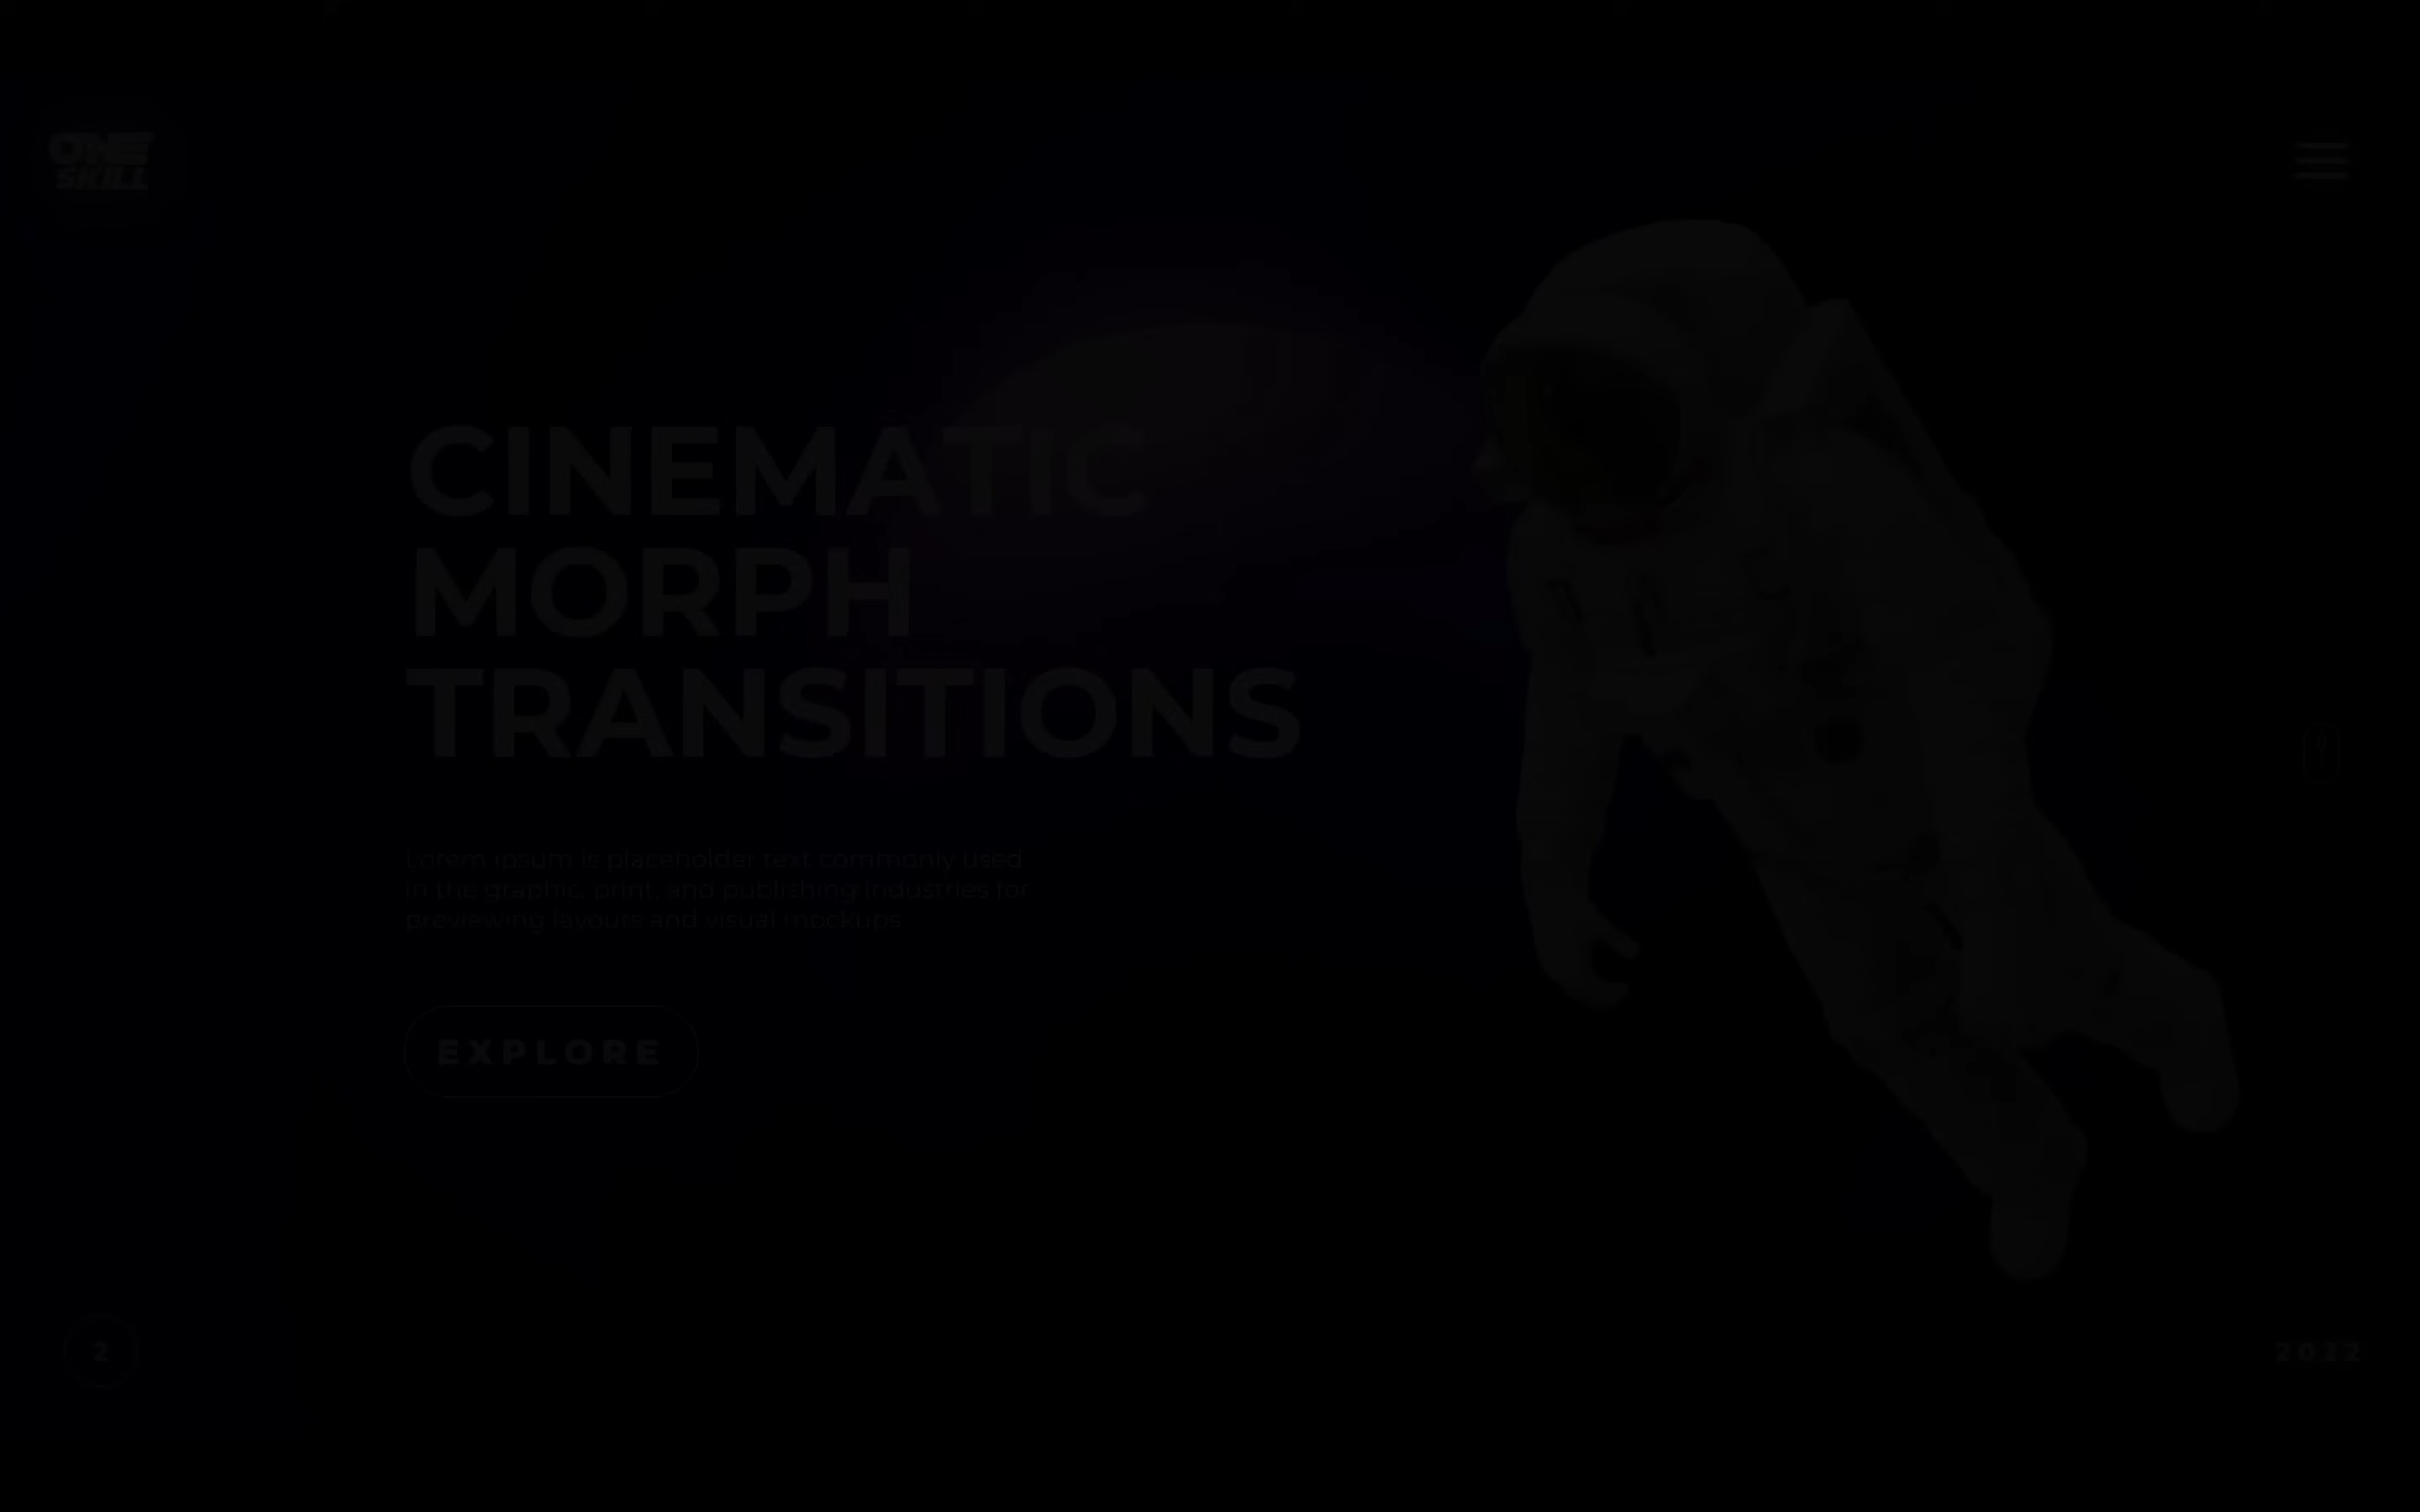 ONE
SKILL
CINEMATIC
MORPH
TRANSITIONS
Lorem ipsum is placeholder text commonly used
in the graphic, print, and publishing industries for
previewing layouts and visual mockups
EXPLORE
2
2022